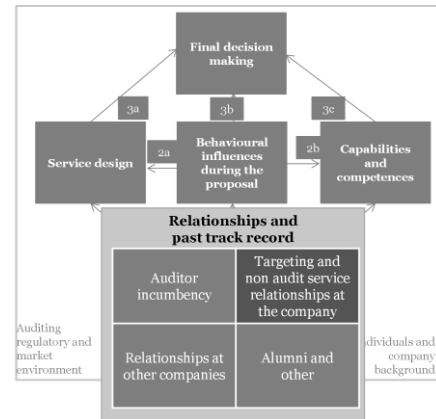 Final decision
making
3a
3b
3c
Service design
2a
Behavioural
influences
during the
proposal
2b
Capabilities
and
competences
Relationships and
past track record
Auditor
incumbency
Targeting and
non audit service
relationships at
the company
Relationships at
other companies
Alumni and
other
Auditing
regulatory and
market
environment
ndividuals and
company
background